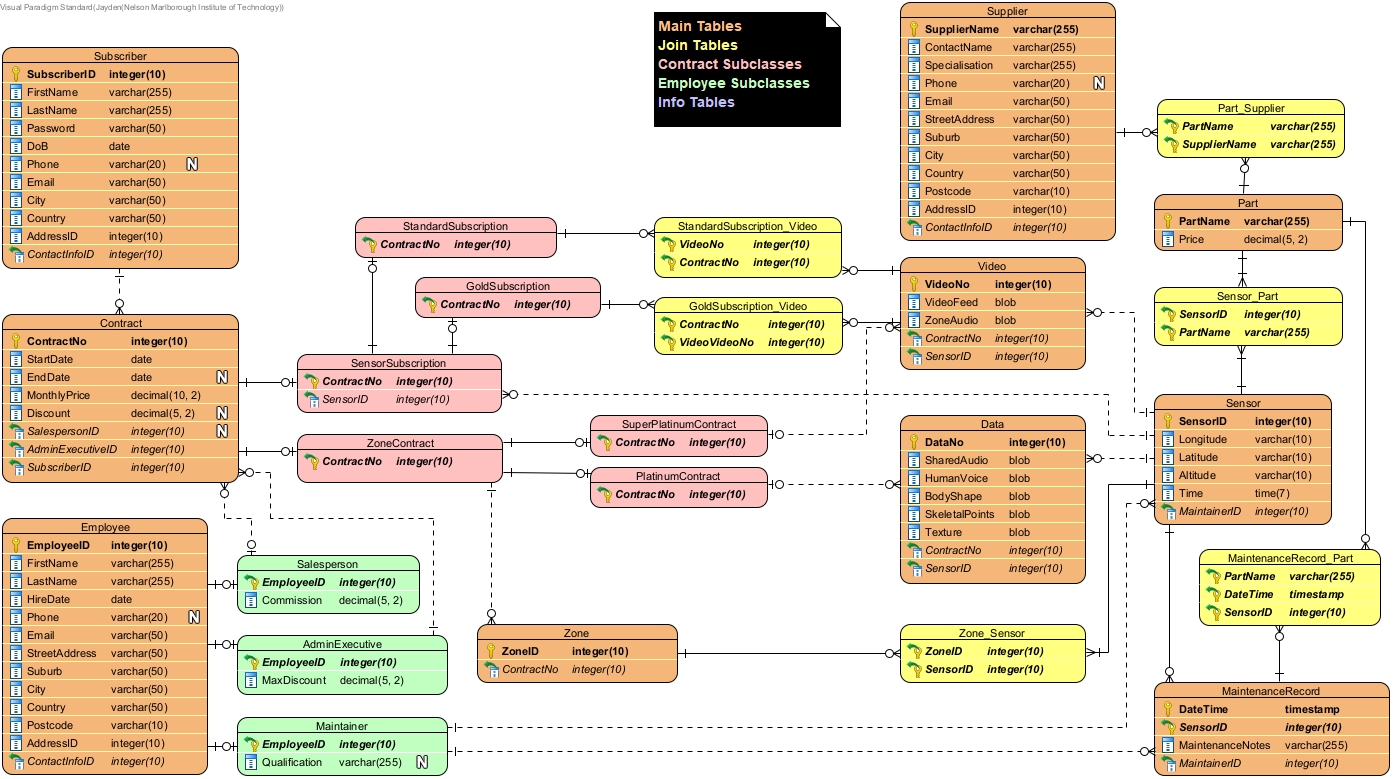 Visual Paradigm Standard(Jayden(Nelson Marlborough Institute of Technology))
Main Tables
Join Tables
Contract Subclasses
Employee Subclasses
Info Tables
Subscriber
SubscriberID integer(10)
FirstName varchar(255)
LastName varchar(255)
Password varchar(50)
DoB date
Phone varchar(20) N
Email varchar(50)
City varchar(50)
Country varchar(50)
AddressID integer(10)
ContactInfoID integer(10)
Contract
ContractNo integer(10)
StartDate date
EndDate date N
MonthlyPrice decimal(10, 2)
Discount decimal(5, 2) N
SalespersonID integer(10) N
AdminExecutiveID integer(10)
SubscriberID integer(10)
Employee
EmployeeID integer(10)
FirstName varchar(255)
LastName varchar(255)
HireDate date
Phone varchar(20) N
Email varchar(50)
StreetAddress varchar(50)
Suburb varchar(50)
City varchar(50)
Country varchar(50)
Postcode varchar(10)
AddressID integer(10)
ContactInfoID integer(10)
Salesperson
EmployeeID integer(10)
Commission decimal(5, 2)
AdminExecutive
EmployeeID integer(10)
MaxDiscount decimal(5, 2)
Maintainer
EmployeeID integer(10)
Qualification varchar(255) N
StandardSubscription
ContractNo integer(10)
GoldSubscription
ContractNo integer(10)
SensorSubscription
ContractNo integer(10)
SensorID integer(10)
ZoneContract
ContractNo integer(10)
SuperPlatinumContract
ContractNo integer(10)
PlatinumContract
ContractNo integer(10)
Zone
ZoneID integer(10)
ContractNo integer(10)
StandardSubscription_Video
VideoNo integer(10)
ContractNo integer(10)
GoldSubscription_Video
ContractNo integer(10)
VideoVideoNo integer(10)
Supplier
SupplierName varchar(255)
ContactName varchar(255)
Specialisation varchar(255)
Phone varchar(20) N
Email varchar(50)
StreetAddress varchar(50)
Suburb varchar(50)
City varchar(50)
Country varchar(50)
Postcode varchar(10)
AddressID integer(10)
ContactInfoID integer(10)
Video
VideoNo integer(10)
VideoFeed blob
ZoneAudio blob
ContractNo integer(10)
SensorID integer(10)
Data
DataNo integer(10)
SharedAudio blob
HumanVoice blob
BodyShape blob
SkeletalPoints blob
Texture blob
ContractNo integer(10)
SensorID integer(10)
Zone_Sensor
ZoneID integer(10)
SensorID integer(10)
Part_Supplier
PartName varchar(255)
SupplierName varchar(255)
Part
PartName varchar(255)
Price decimal(5, 2)
Sensor_Part
SensorID integer(10)
PartName varchar(255)
Sensor
SensorID integer(10)
Longitude varchar(10)
Latitude varchar(10)
Altitude varchar(10)
Time time(7)
MaintainerID integer(10)
MaintenanceRecord_Part
PartName varchar(255)
DateTime timestamp
SensorID integer(10)
MaintenanceRecord
DateTime timestamp
SensorID integer(10)
MaintenanceNotes varchar(255)
MaintainerID integer(10)